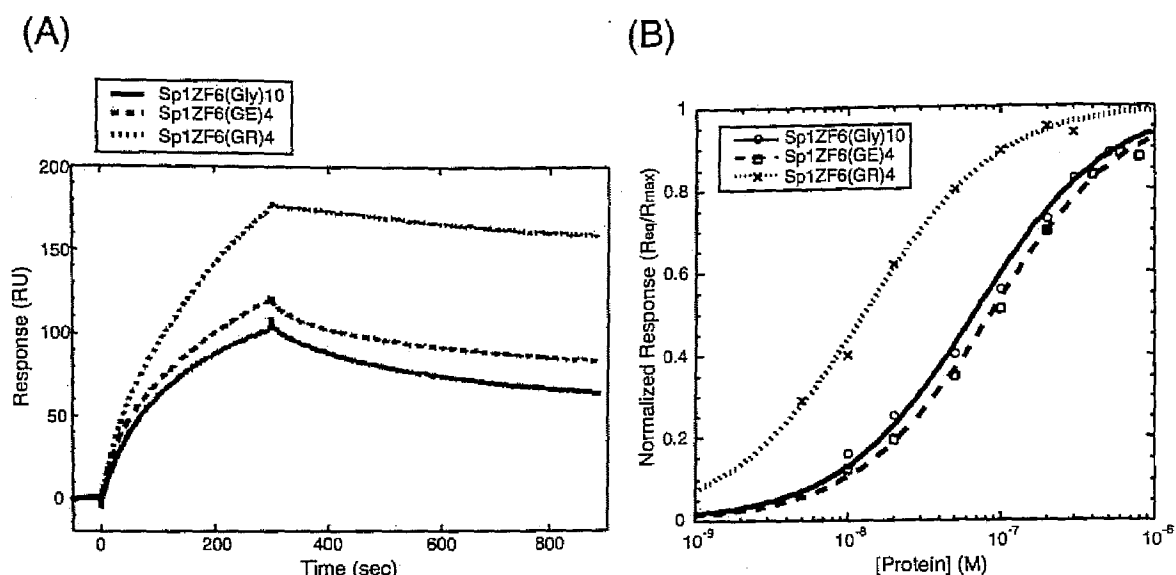 (A)
Sp1ZF6(Gly)10
Sp1ZF6(GE)4
Sp1ZF6(GR)4
200
150
100
50
0
Response (RU)
0 200 400 600 800
Time (sec)
(B)
Sp1ZF6(Gly)10
Sp1ZF6(GE)4
Sp1ZF6(GR)4
1
0.8
0.6
0.4
0.2
0
Normalized Response (Req/Rmax)
10-9 10-8 10-7 10-6
[Protein] (M)